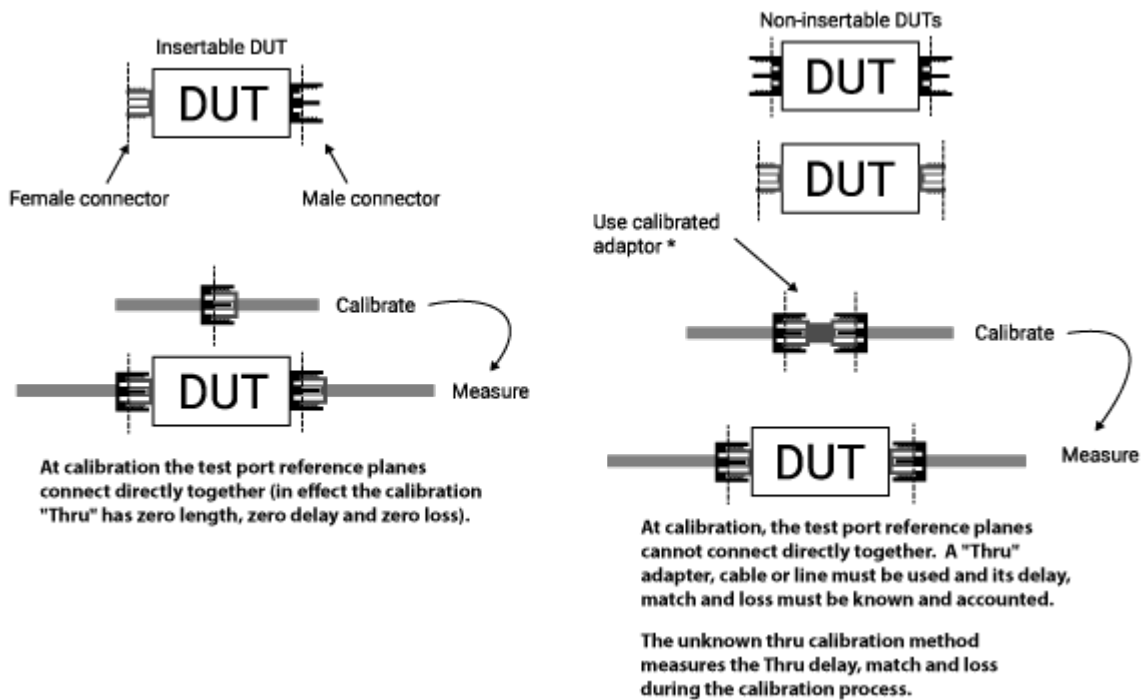 Insertable DUT
DUT
Female connector
Male connector
Calibrate
DUT
Measure
At calibration the test port reference planes
connect directly together (in effect the calibration
"Thru" has zero length, zero delay and zero loss).
Non-insertable DUTs
DUT
DUT
Use calibrated
adaptor *
Calibrate
DUT
Measure
At calibration, the test port reference planes
cannot connect directly together. A "Thru"
adapter, cable or line must be used and its delay,
match and loss must be known and accounted.
The unknown thru calibration method
measures the Thru delay, match and loss
during the calibration process.